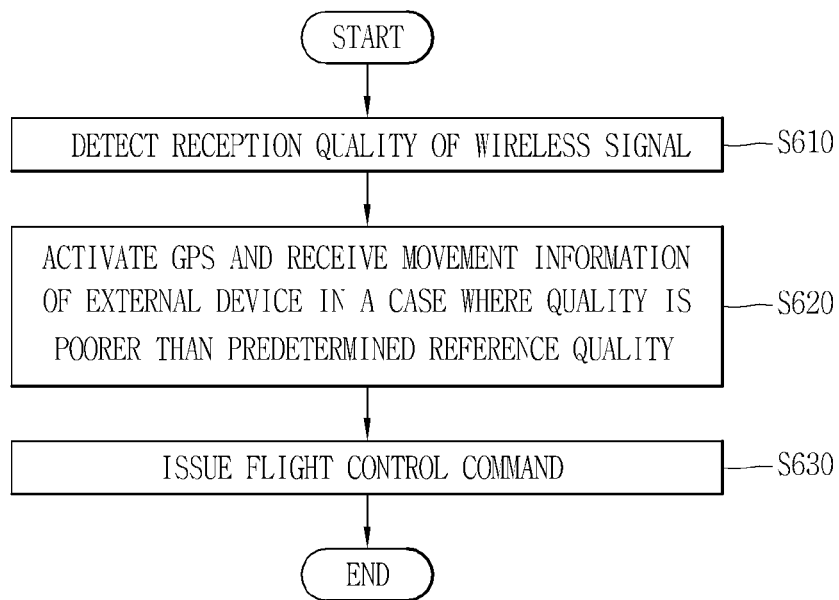 START
DETECT RECEPTION QUALITY OF WIRELESS SIGNAL
S610
ACTIVATE GPS AND RECEIVE MOVEMENT INFORMATION
OF EXTERNAL DEVICE IN A CASE WHERE QUALITY IS
POORER THAN PREDETERMINED REFERENCE QUALITY
S620
ISSUE FLIGHT CONTROL COMMAND
S630
END